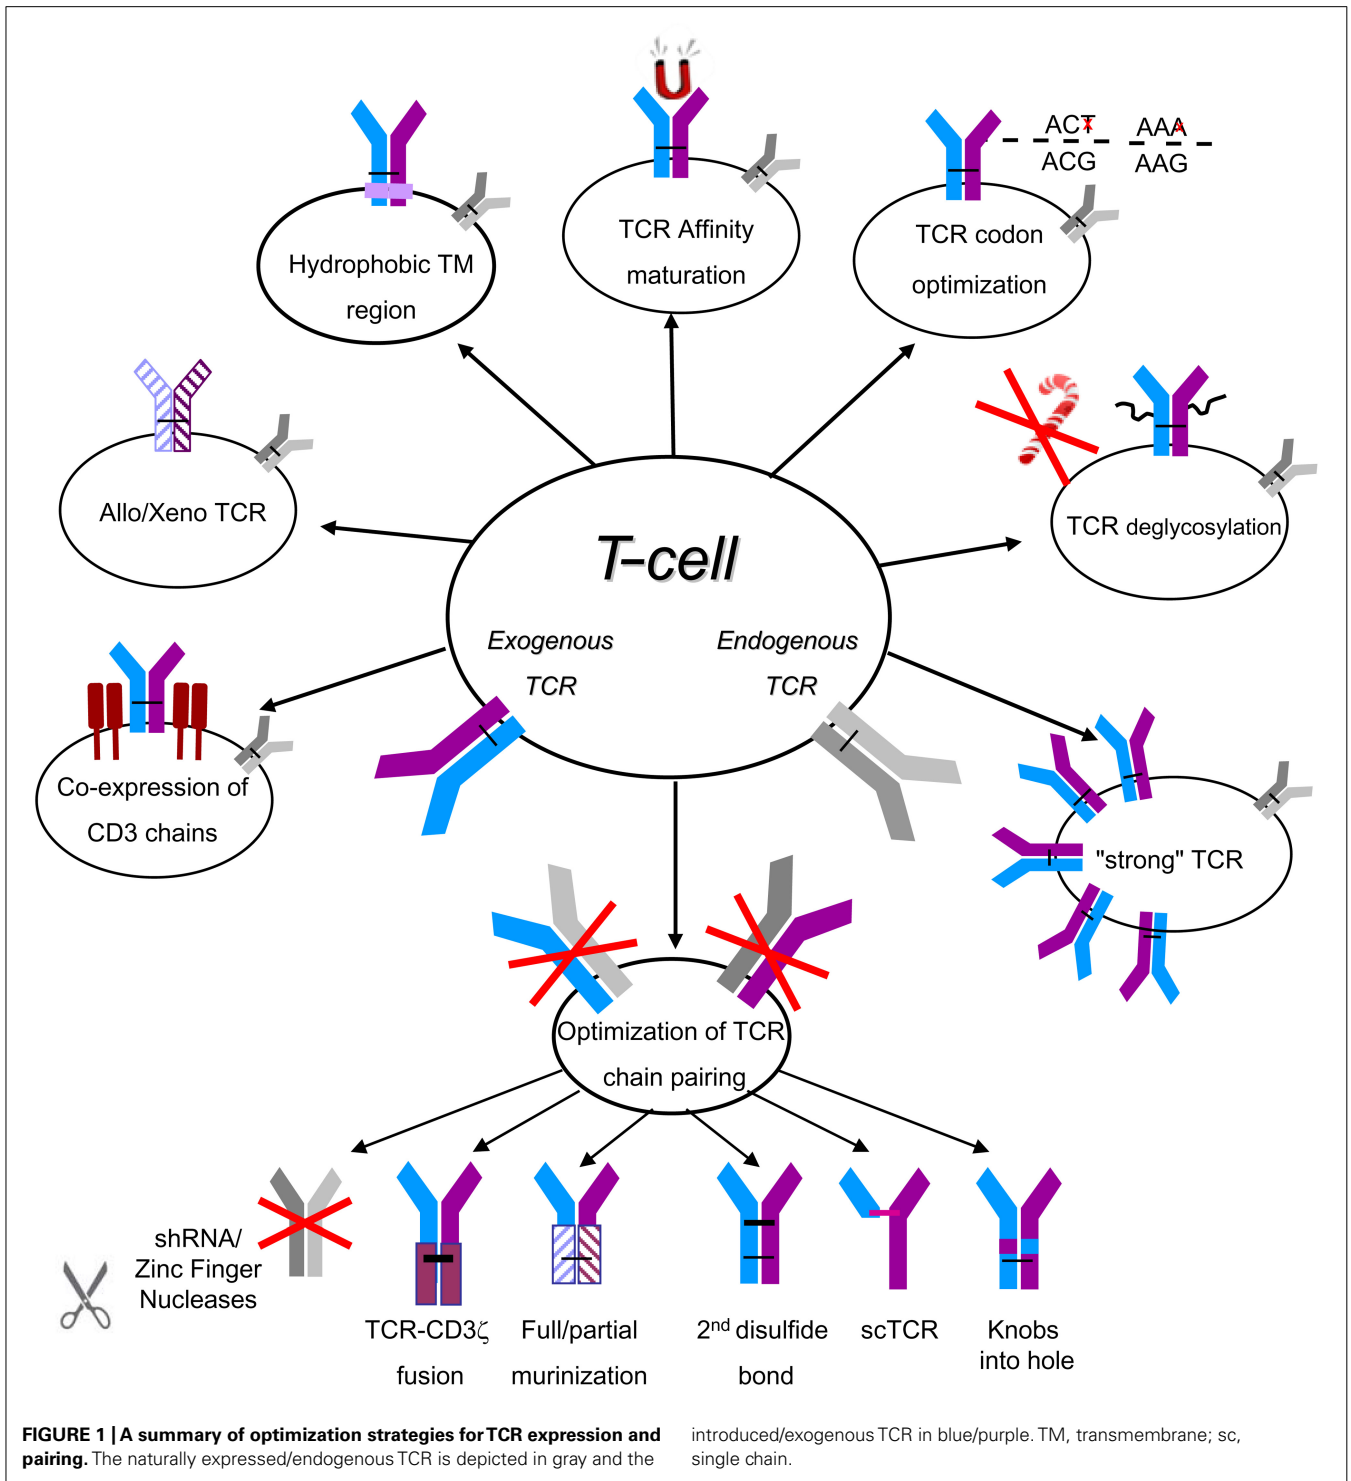 ACT AAA
ACG AAG
Hydrophobic TM
region
TCR Affinity
maturation
TCR codon
optimization
Allo/Xeno TCR
TCR deglycosylation
T-cell
Exogenous
TCR
Endogenous
TCR
Co-expression of
CD3 chains
"strong" TCR
Optimization of TCR
chain pairing
shRNA/
Zinc Finger
Nucleases
TCR-CD3ζ
fusion
Full/partial
murinization
2nd disulfide
bond
scTCR
Knobs
into hole
FIGURE 1 | A summary of optimization strategies for TCR expression and
pairing. The naturally expressed/endogenous TCR is depicted in gray and the
introduced/exogenous TCR in blue/purple. TM, transmembrane; sc,
single chain.